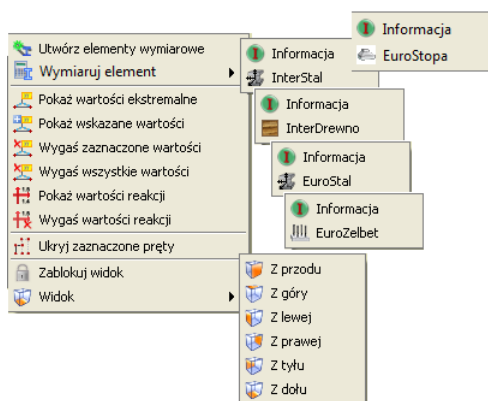 Utwórz elementy wymiarowe
Wymiaruj element
Pokaż wartości ekstremalne
Pokaż wskazane wartości
Wygaś zaznaczone wartości
Wygaś wszystkie wartości
Pokaż wartości reakcji
Wygaś wartości reakcji
Ukryj zaznaczone pręty
Zablokuj widok
Widok
Informacja
InterStal
Informacja
InterDrewno
Informacja
EuroStal
Informacja
EuroZelbet
Informacja
EuroStopa
Z przodu
Z góry
Z lewej
Z prawej
Z tyłu
Z dołu